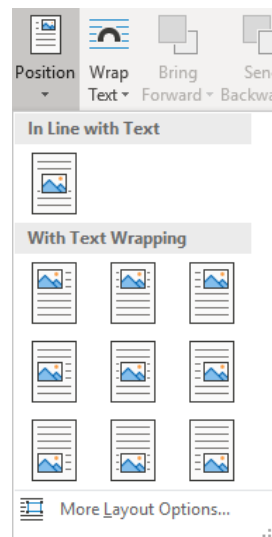 Position Wrap Bring
Text Forward
In Line with Text
With Text Wrapping
More Layout Options...